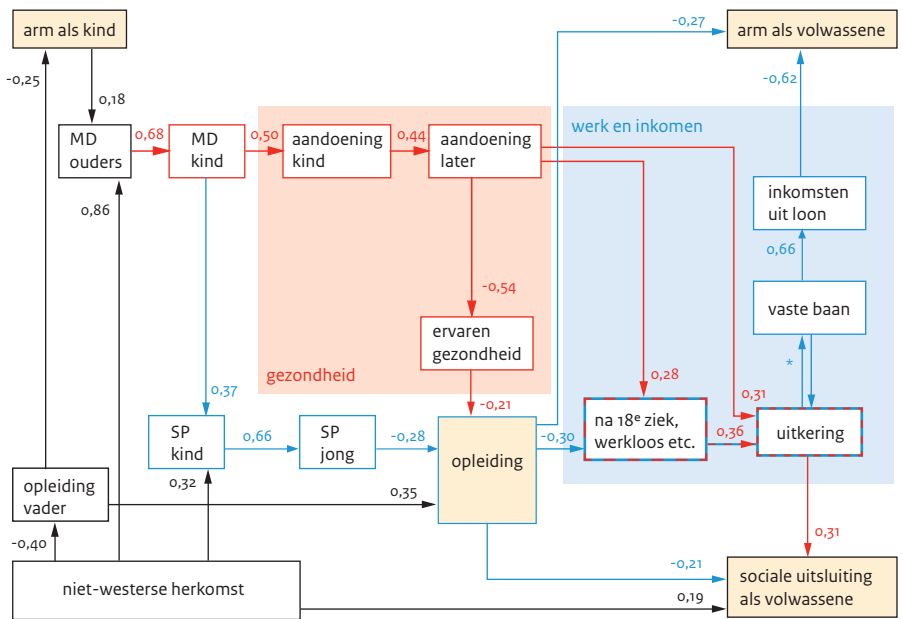 arm als kind
-0,27
arm als volwassene
-0,25
0,18
-0,62
MD
ouders
0,68
MD
kind
0,50
aandoening
kind
0,44
aandoening
later
werk en inkomen
0,86
inkomsten
uit loon
0,66
-0,54
vaste baan
ervaren
gezondheid
*
gezondheid
0,37
-0,21
0,28
0,31
SP
kind
0,66
SP
jong
-0,28
opleiding
-0,30
na 18e ziek,
werkloos etc.
0,36
uitkering
0,32
opleiding
vader
0,35
-0,40
0,31
-0,21
niet-westerse herkomst
0,19
sociale uitsluiting
als volwassene